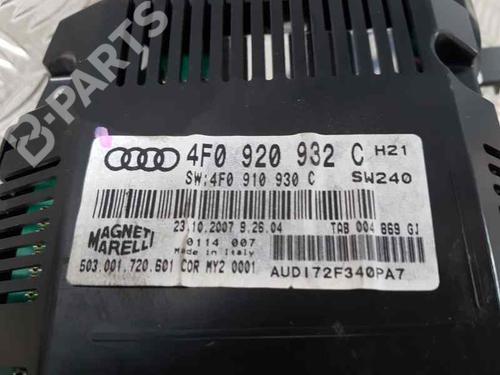 B-PARTS
4F0 920 932 C H21
SW:4F0 910 930 C SW240
23.10.2007 9.26.04 TAB 004 869 GJ
MAGNETI MARELLI
0114 007
Made in Italy
503.001.720.601 COR MY2 0001
AUDI72F340PA7